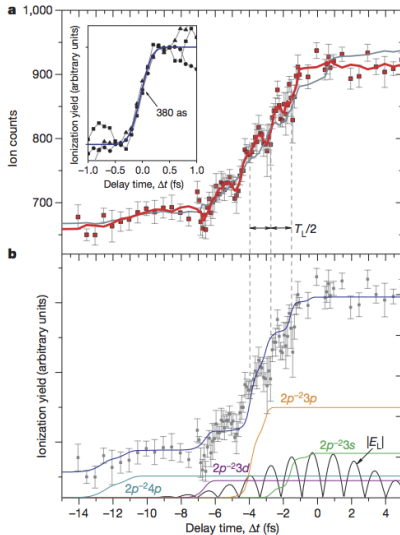 a
1,000
900
800
700
Ion counts
Ionization yield (arbitrary units)
380 as
−1.0 −0.5 0.0 0.5 1.0
Delay time, Δt (fs)
T_L/2
b
Ionization yield (arbitrary units)
2p⁻²3p
2p⁻²3d
2p⁻²3s
|E_L|
2p⁻²4p
−14 −12 −10 −8 −6 −4 −2 0 2 4
Delay time, Δt (fs)